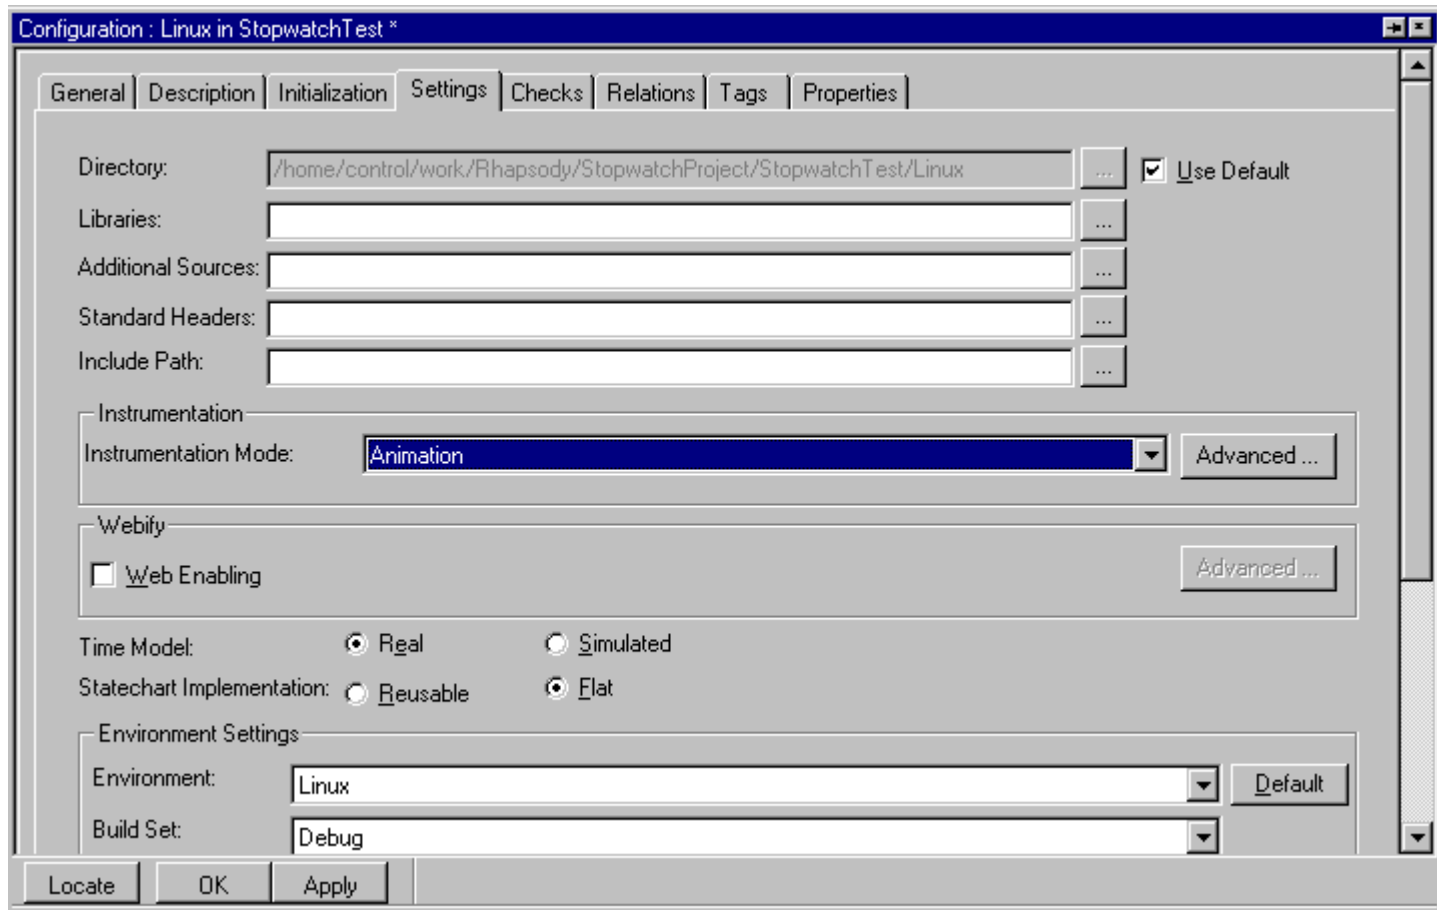 Configuration : Linux in StopwatchTest *
General Description Initialization Settings Checks Relations Tags Properties
Directory: /home/control/work/Rhapsody/StopwatchProject/StopwatchTest/Linux ... Use Default
Libraries: ...
Additional Sources: ...
Standard Headers: ...
Include Path: ...
Instrumentation
Instrumentation Mode: Animation Advanced ...
Webify
Web Enabling Advanced ...
Time Model: Real Simulated
Statechart Implementation: Reusable Flat
Environment Settings
Environment: Linux Default
Build Set: Debug
Locate OK Apply